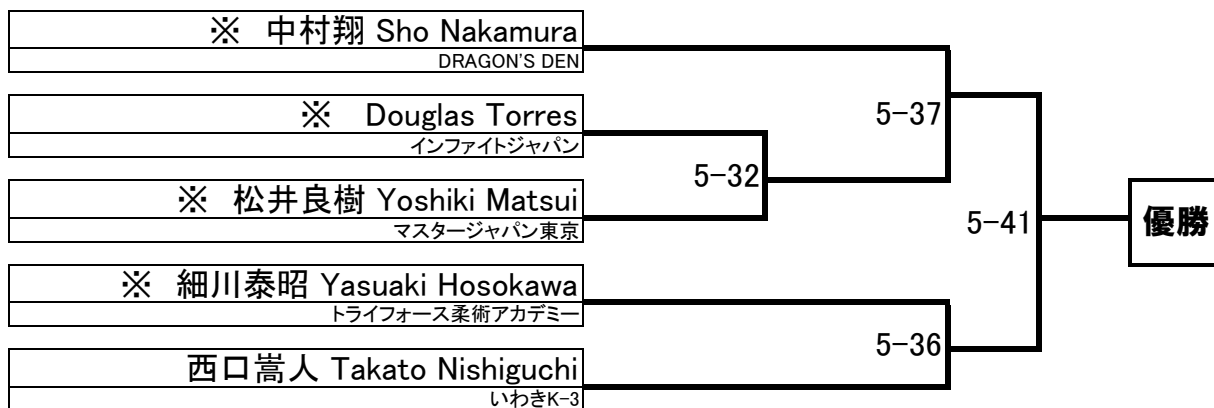 ※ 中村翔 Sho Nakamura
DRAGON'S DEN
※ Douglas Torres
インファイトジャパン
※ 松井良樹 Yoshiki Matsui
マスタージャパン東京
※ 細川泰昭 Yasuaki Hosokawa
トライフォース柔術アカデミー
西口嵩人 Takato Nishiguchi
いわきK-3
5-32
5-37
5-36
5-41
優勝